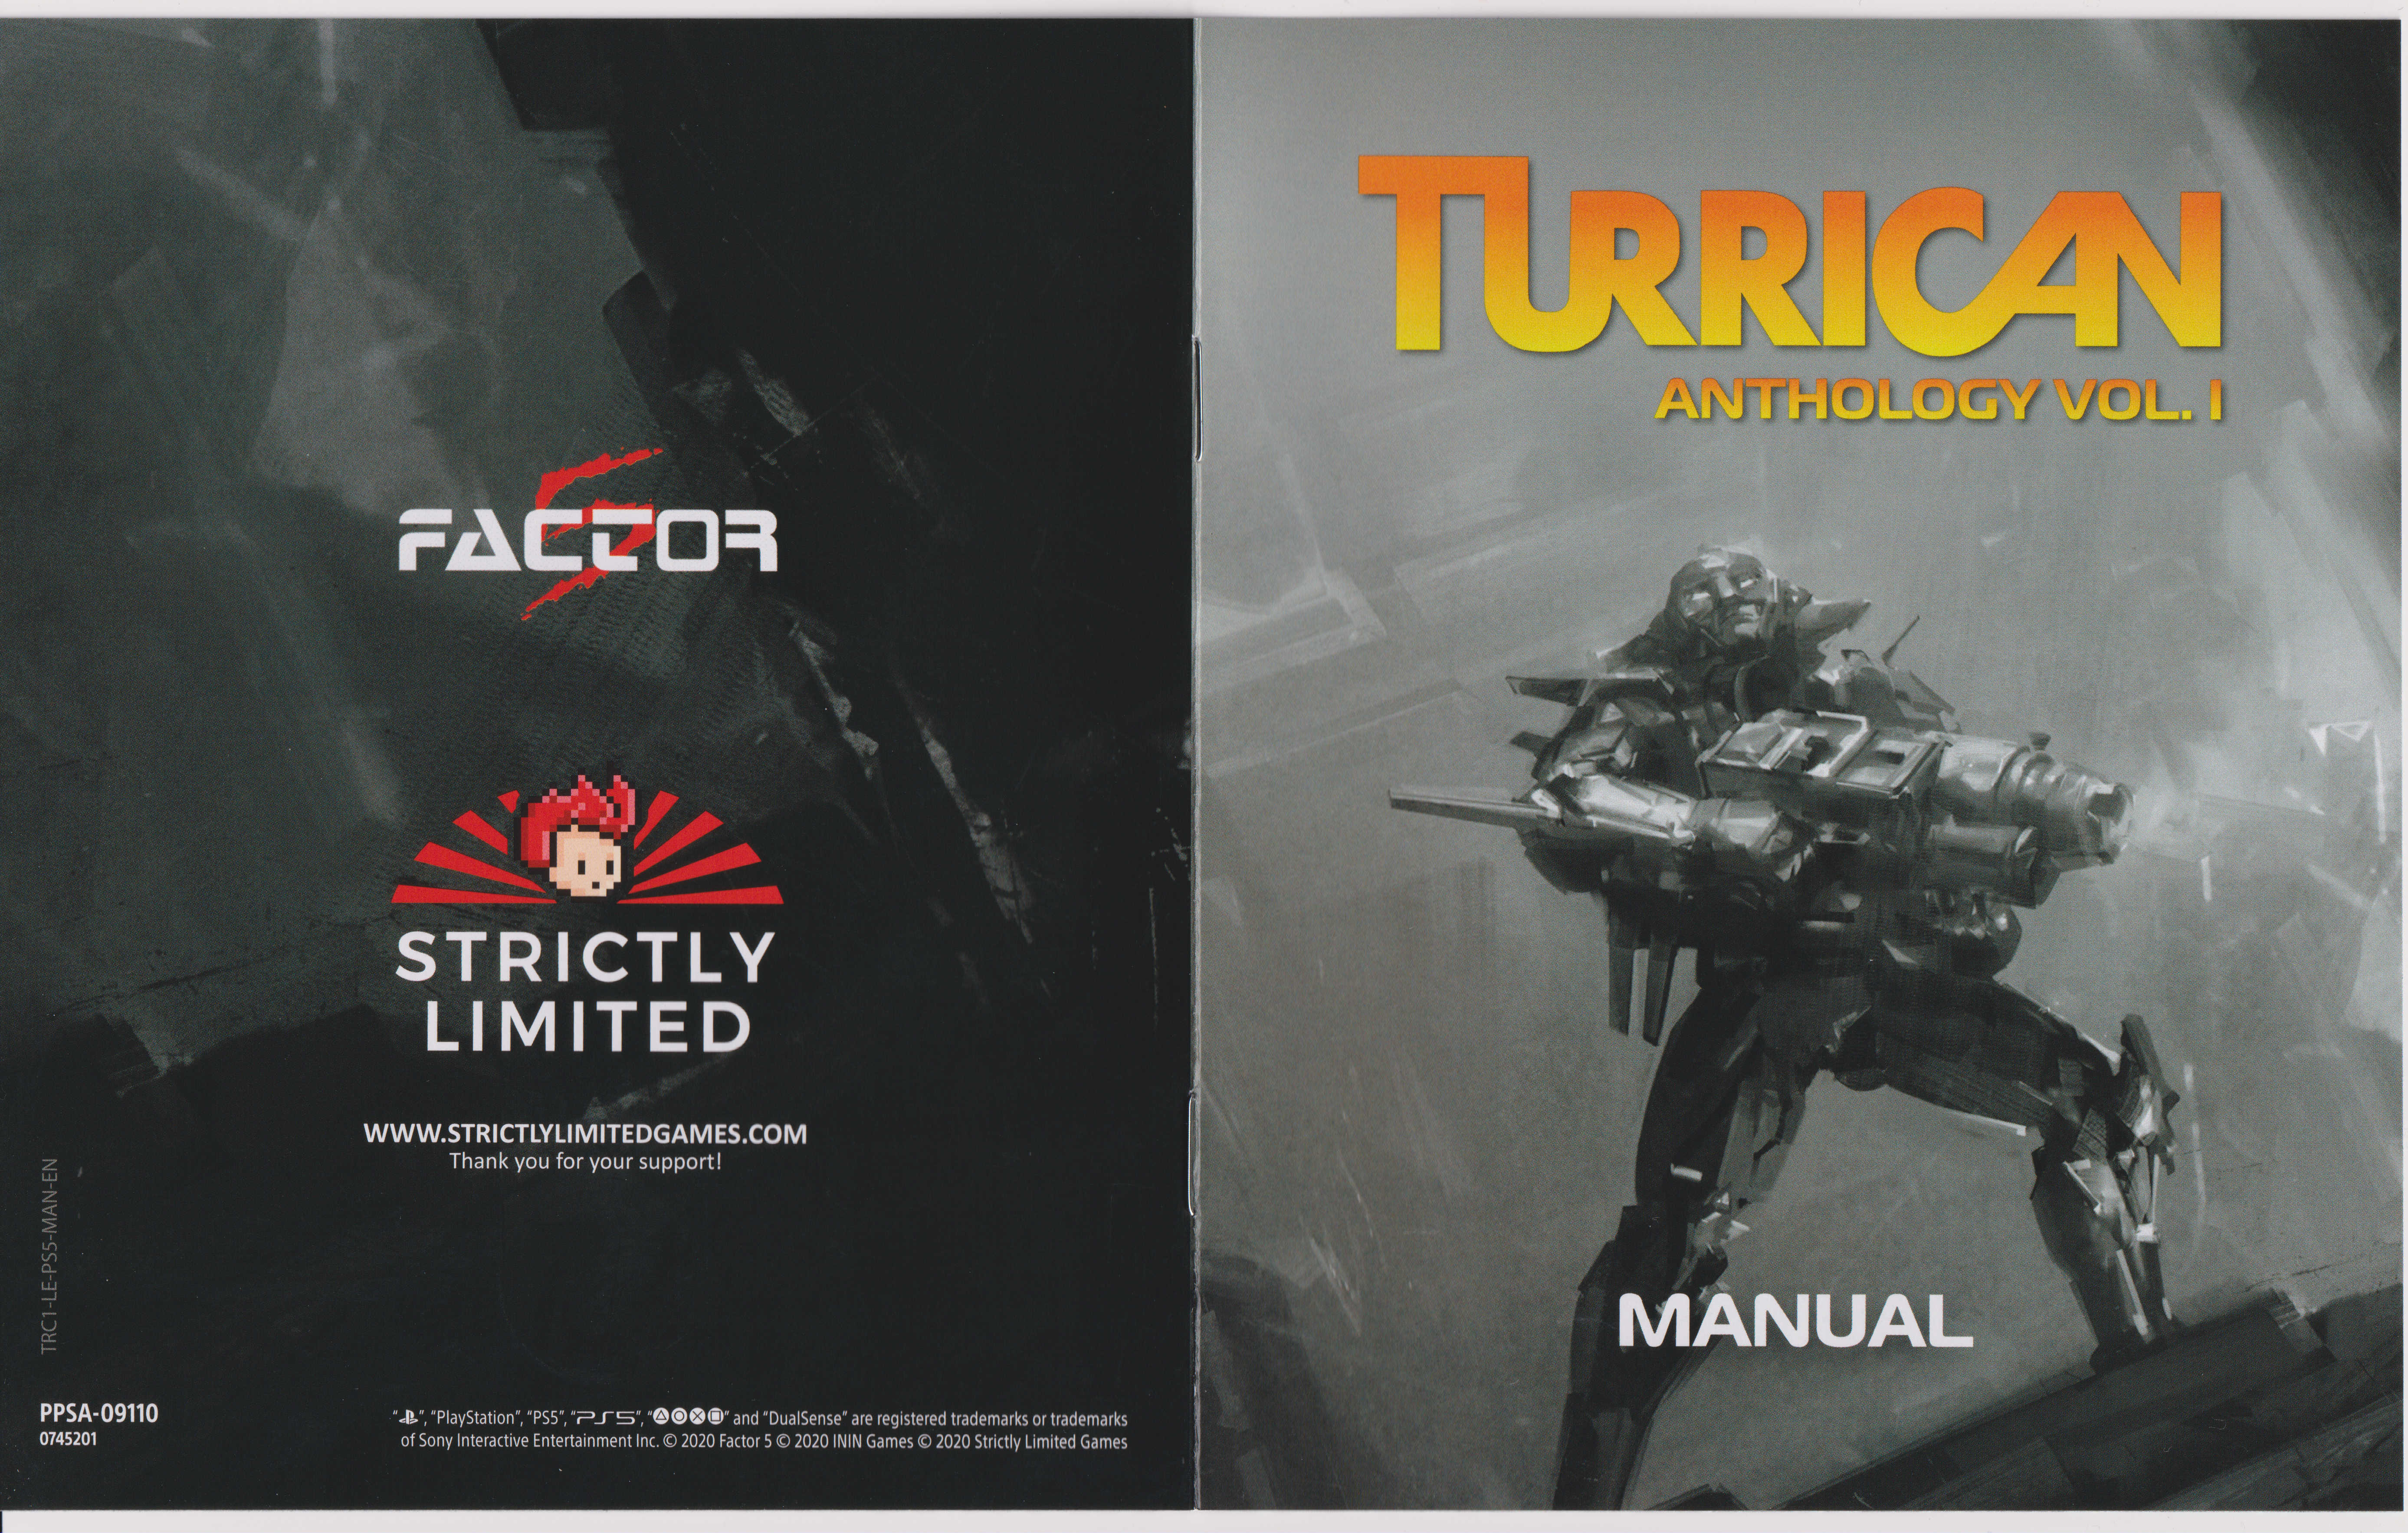 FACTOR 5
STRICTLY
LIMITED
WWW.STRICTLYLIMITEDGAMES.COM
Thank you for your support!
TRC1-LE-PS5-MAN-EN
PPSA-09110
0745201
“ ”, “PlayStation”, “PS5”, “PS5”, “△○✕□” and “DualSense” are registered trademarks or trademarks
of Sony Interactive Entertainment Inc. © 2020 Factor 5 © 2020 ININ Games © 2020 Strictly Limited Games
TURRICAN
ANTHOLOGY VOL. I
MANUAL